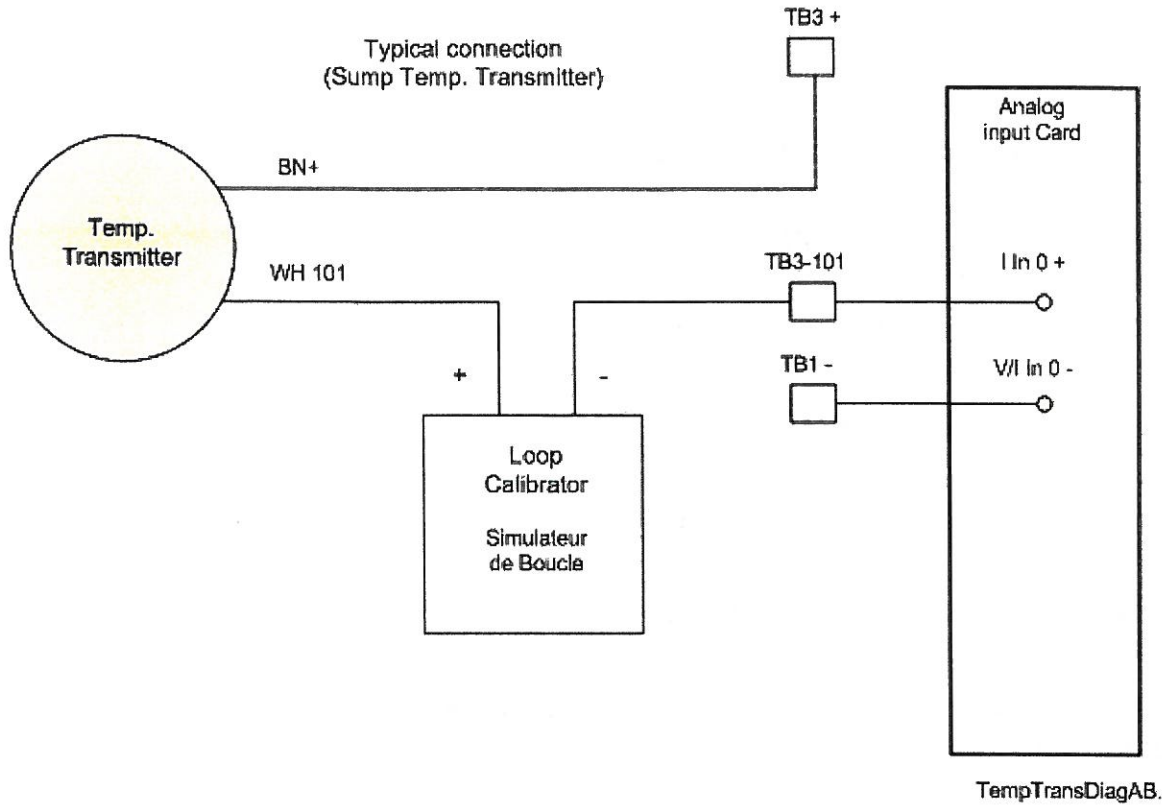 TB3 +
Typical connection
(Sump Temp. Transmitter)
Analog
input Card
BN+
Temp.
Transmitter
WH 101
TB3-101
I In 0 +
TB1 -
V/I In 0 -
+
-
Loop
Calibrator
Simulateur
de Boucle
TempTransDiagAB.